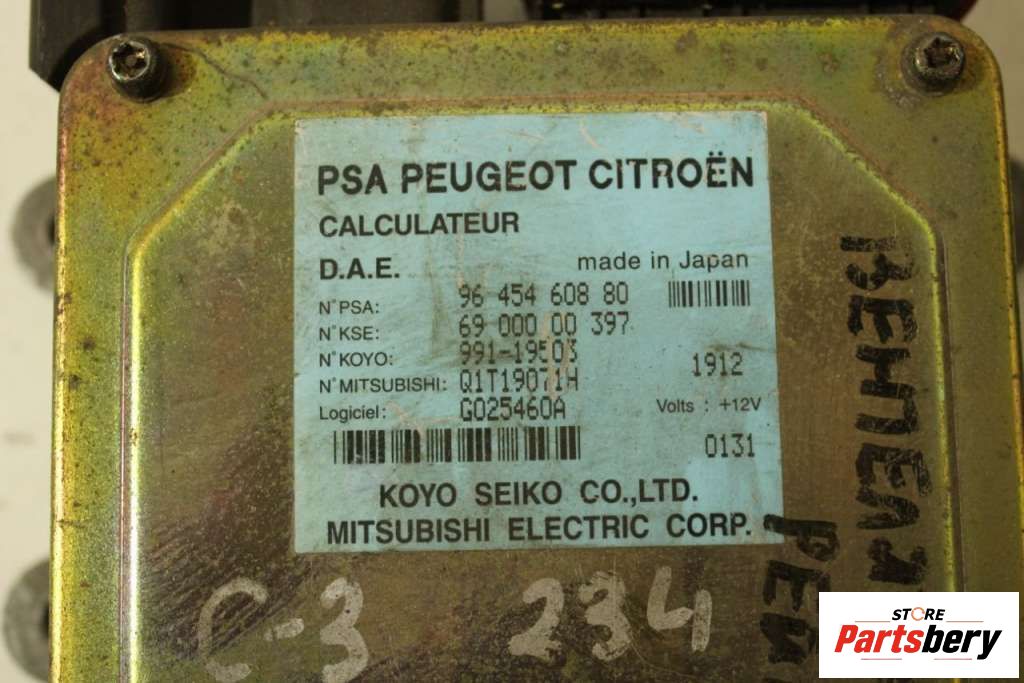 PSA PEUGEOT CITROËN
CALCULATEUR
D.A.E. made in Japan
N° PSA: 96 454 608 80
N° KSE: 69 000 00 397
N° KOYO: 991-19503
N° MITSUBISHI: Q1T19071H 1912
Logiciel: G025460A Volts : +12V
0131
KOYO SEIKO CO.,LTD.
MITSUBISHI ELECTRIC CORP.
C-3 234
STORE
Partsbery